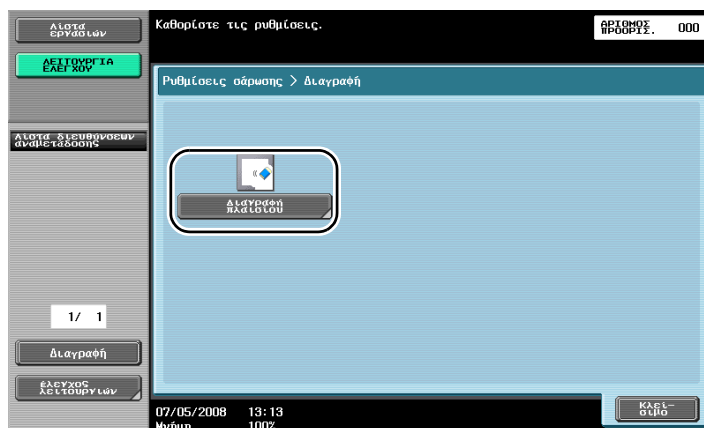 Λίστα
εργασιών
Καθορίστε τις ρυθμίσεις.
ΑΡΙΘΜΟΣ
ΠΡΟΟΡΙΣ.
000
ΛΕΙΤΟΥΡΓΙΑ
ΕΛΕΓΧΟΥ
Ρυθμίσεις σάρωσης > Διαγραφή
Λίστα διευθύνσεων
αναμετάδοσης
Διαγραφή
πλαισίου
1/ 1
Διαγραφή
έλεγχος
λειτουργιών
Κλεί-
σιμο
07/05/2008 13:13
Μνήμη 100%